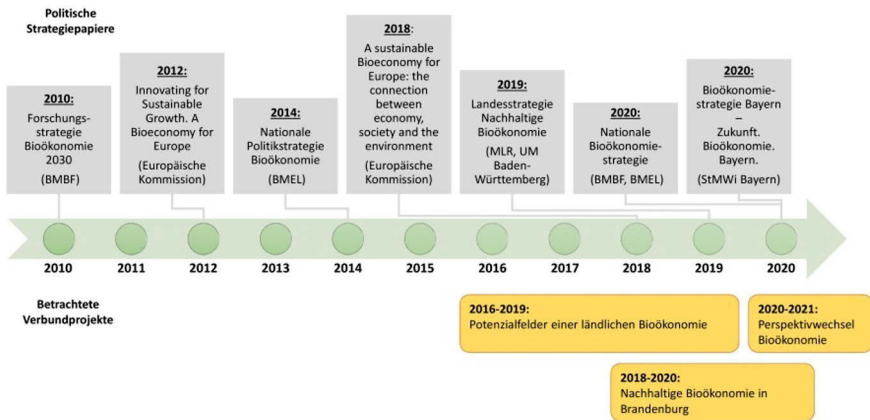 Politische
Strategiepapiere
2010:
Forschungs-
strategie
Bioökonomie
2030
(BMBF)
2012:
Innovating for
Sustainable
Growth. A
Bioeconomy for
Europe
(Europäische
Kommission)
2014:
Nationale
Politikstrategie
Bioökonomie
(BMEL)
2018:
A sustainable
Bioeconomy for
Europe: the
connection
between
economy,
society and the
environment
(Europäische
Kommission)
2019:
Landesstrategie
Nachhaltige
Bioökonomie
(MLR, UM
Baden-
Württemberg)
2020:
Nationale
Bioökonomie-
strategie
(BMBF, BMEL)
2020:
Bioökonomie-
strategie Bayern
–
Zukunft.
Bioökonomie.
Bayern.
(StMWi Bayern)
2010 2011 2012 2013 2014 2015 2016 2017 2018 2019 2020
Betrachtete
Verbundprojekte
2016-2019:
Potenzialfelder einer ländlichen Bioökonomie
2020-2021:
Perspektivwechsel
Bioökonomie
2018-2020:
Nachhaltige Bioökonomie in
Brandenburg